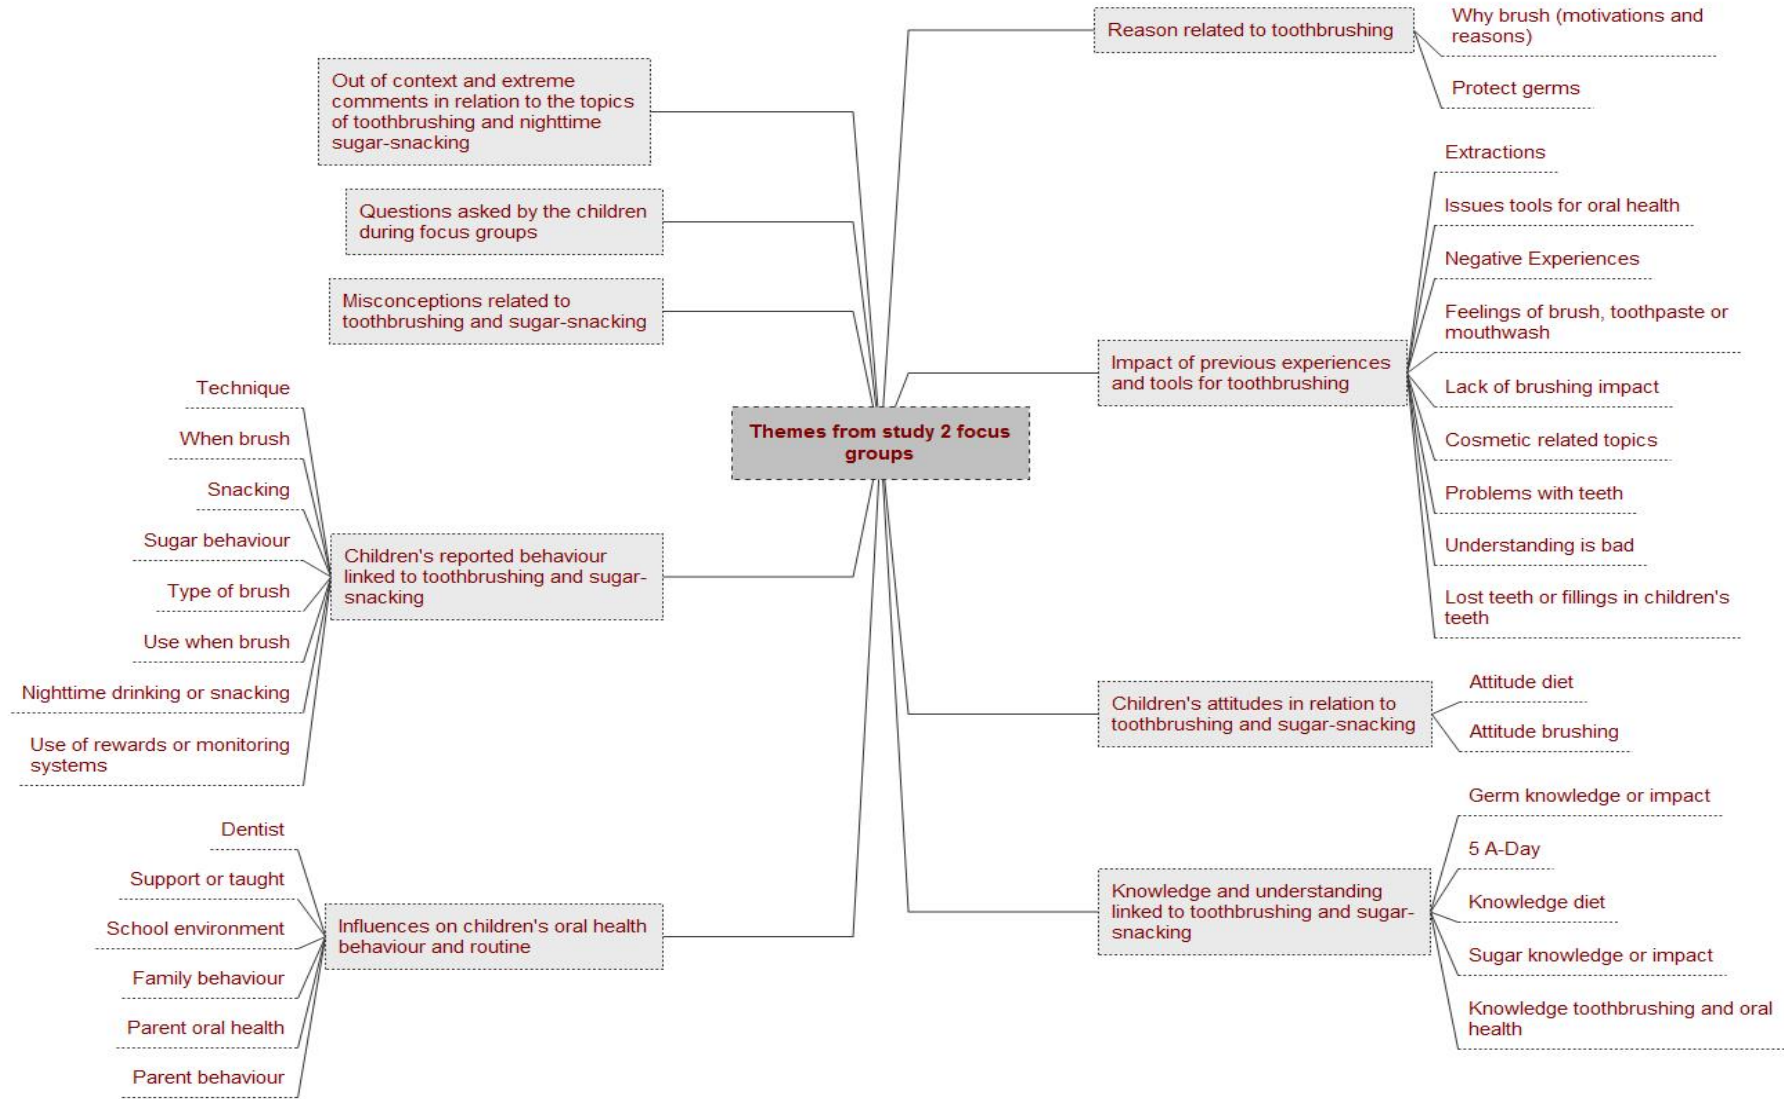 Themes from study 2 focus
groups
Out of context and extreme
comments in relation to the topics
of toothbrushing and nighttime
sugar-snacking
Questions asked by the children
during focus groups
Misconceptions related to
toothbrushing and sugar-snacking
Children's reported behaviour
linked to toothbrushing and sugar-
snacking
Technique
When brush
Snacking
Sugar behaviour
Type of brush
Use when brush
Nighttime drinking or snacking
Use of rewards or monitoring
systems
Influences on children's oral health
behaviour and routine
Dentist
Support or taught
School environment
Family behaviour
Parent oral health
Parent behaviour
Reason related to toothbrushing
Why brush (motivations and
reasons)
Protect germs
Impact of previous experiences
and tools for toothbrushing
Extractions
Issues tools for oral health
Negative Experiences
Feelings of brush, toothpaste or
mouthwash
Lack of brushing impact
Cosmetic related topics
Problems with teeth
Understanding is bad
Lost teeth or fillings in children's
teeth
Children's attitudes in relation to
toothbrushing and sugar-snacking
Attitude diet
Attitude brushing
Knowledge and understanding
linked to toothbrushing and sugar-
snacking
Germ knowledge or impact
5 A-Day
Knowledge diet
Sugar knowledge or impact
Knowledge toothbrushing and oral
health